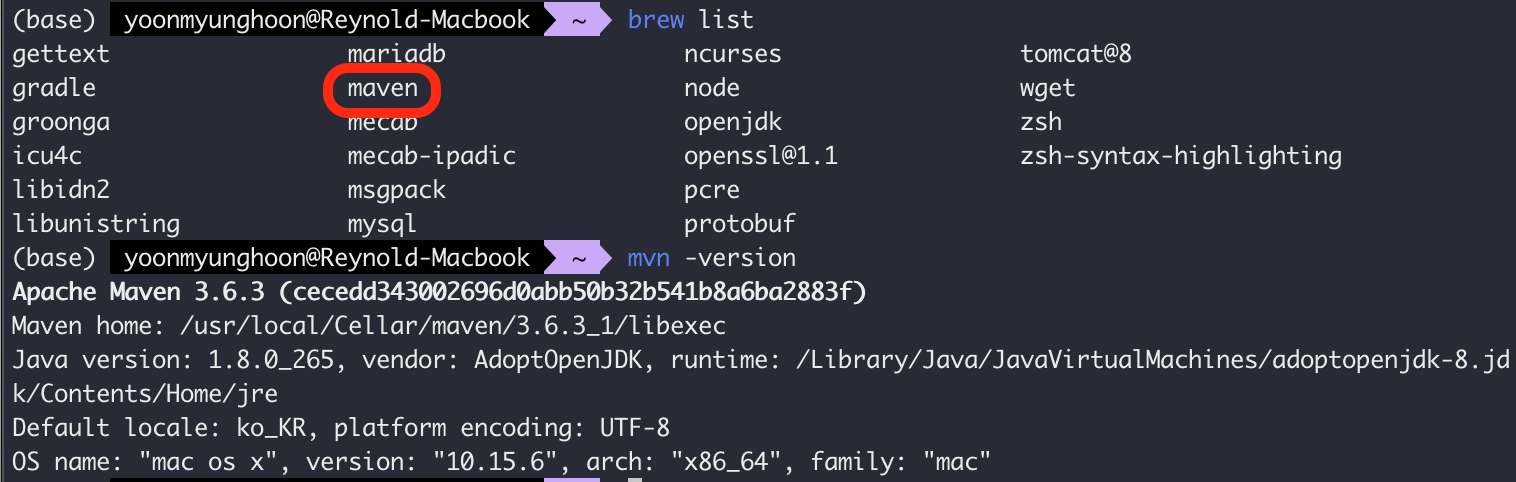 (base) yoonmyunghoon@Reynold-Macbook ~ brew list
gettext mariadb ncurses tomcat@8
gradle maven node wget
groonga mecab openjdk zsh
icu4c mecab-ipadic openssl@1.1 zsh-syntax-highlighting
libidn2 msgpack pcre
libunistring mysql protobuf
(base) yoonmyunghoon@Reynold-Macbook ~ mvn -version
Apache Maven 3.6.3 (cecedd343002696d0abb50b32b541b8a6ba2883f)
Maven home: /usr/local/Cellar/maven/3.6.3_1/libexec
Java version: 1.8.0_265, vendor: AdoptOpenJDK, runtime: /Library/Java/JavaVirtualMachines/adoptopenjdk-8.jd
k/Contents/Home/jre
Default locale: ko_KR, platform encoding: UTF-8
OS name: "mac os x", version: "10.15.6", arch: "x86_64", family: "mac"